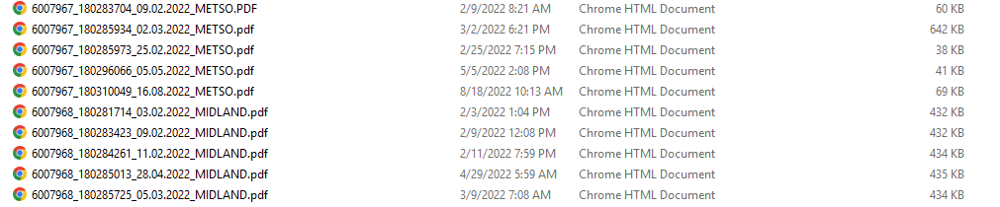 6007967_180283704_09.02.2022_METSO.PDF 2/9/2022 8:21 AM Chrome HTML Document 60 KB
6007967_180285934_02.03.2022_METSO.pdf 3/2/2022 6:21 PM Chrome HTML Document 642 KB
6007967_180285973_25.02.2022_METSO.pdf 2/25/2022 7:15 PM Chrome HTML Document 38 KB
6007967_180296066_05.05.2022_METSO.pdf 5/5/2022 2:08 PM Chrome HTML Document 41 KB
6007967_180310049_16.08.2022_METSO.pdf 8/18/2022 10:13 AM Chrome HTML Document 69 KB
6007968_180281714_03.02.2022_MIDLAND.pdf 2/3/2022 1:04 PM Chrome HTML Document 432 KB
6007968_180283423_09.02.2022_MIDLAND.pdf 2/9/2022 12:08 PM Chrome HTML Document 432 KB
6007968_180284261_11.02.2022_MIDLAND.pdf 2/11/2022 7:59 PM Chrome HTML Document 434 KB
6007968_180285013_28.04.2022_MIDLAND.pdf 4/29/2022 5:59 AM Chrome HTML Document 435 KB
6007968_180285725_05.03.2022_MIDLAND.pdf 3/9/2022 7:08 AM Chrome HTML Document 434 KB